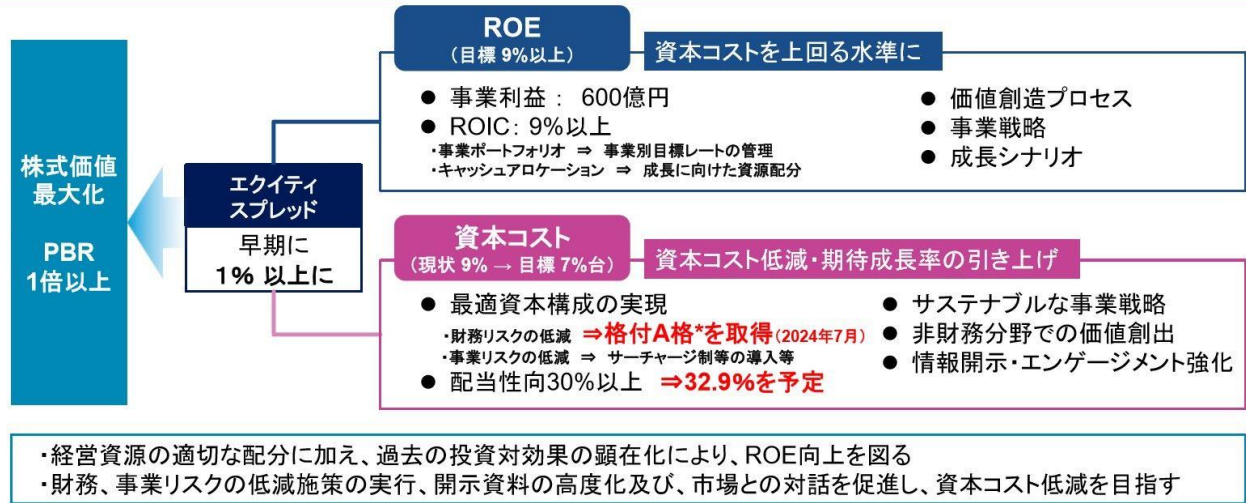 株式価値
最大化
PBR
1倍以上
エクイティ
スプレッド
早期に
1% 以上に
ROE
(目標 9%以上)
資本コストを上回る水準に
● 事業利益： 600億円
● ROIC: 9%以上
・事業ポートフォリオ ⇒ 事業別目標レートの管理
・キャッシュアロケーション ⇒ 成長に向けた資源配分
● 価値創造プロセス
● 事業戦略
● 成長シナリオ
資本コスト
(現状 9% → 目標 7%台)
資本コスト低減・期待成長率の引き上げ
● 最適資本構成の実現
・財務リスクの低減 ⇒格付A格*を取得(2024年7月)
・事業リスクの低減 ⇒ サーチャージ制等の導入等
● 配当性向30%以上 ⇒32.9%を予定
● サステナブルな事業戦略
● 非財務分野での価値創出
● 情報開示・エンゲージメント強化
・経営資源の適切な配分に加え、過去の投資対効果の顕在化により、ROE向上を図る
・財務、事業リスクの低減施策の実行、開示資料の高度化及び、市場との対話を促進し、資本コスト低減を目指す